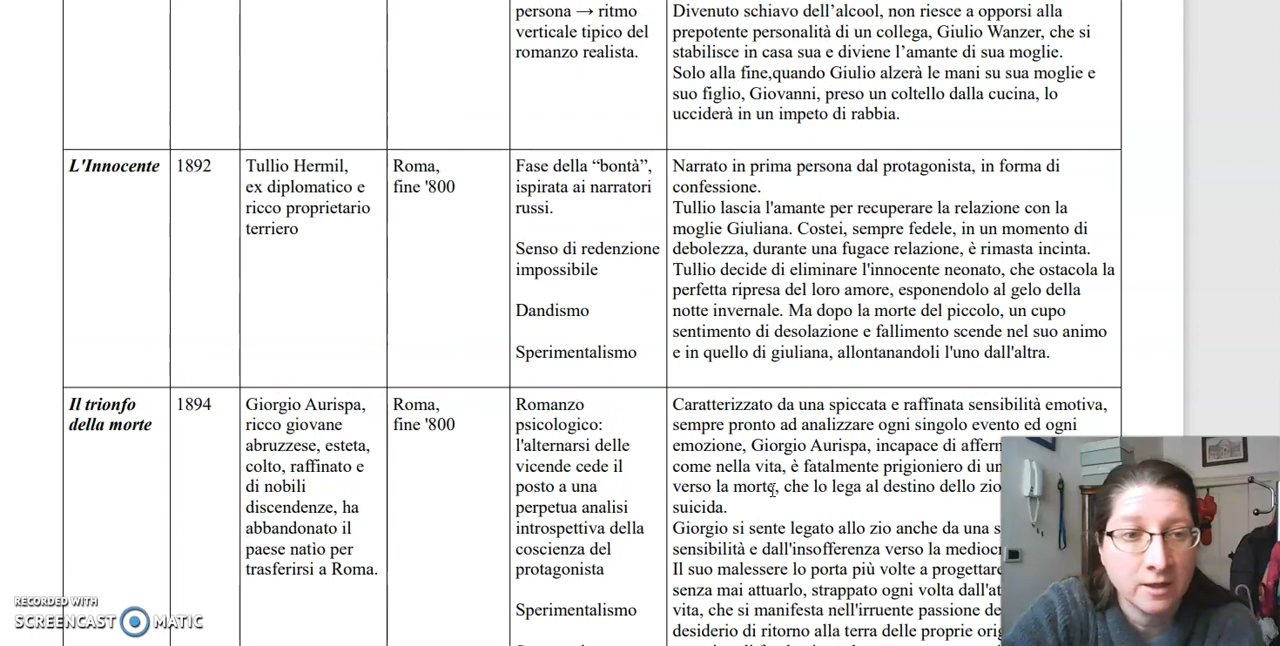 persona → ritmo
verticale tipico del
romanzo realista.
Divenuto schiavo dell’alcool, non riesce a opporsi alla
prepotente personalità di un collega, Giulio Wanzer, che si
stabilisce in casa sua e diviene l’amante di sua moglie.
Solo alla fine,quando Giulio alzerà le mani su sua moglie e
suo figlio, Giovanni, preso un coltello dalla cucina, lo
ucciderà in un impeto di rabbia.
L'Innocente
1892
Tullio Hermil,
ex diplomatico e
ricco proprietario
terriero
Roma,
fine '800
Fase della “bontà”,
ispirata ai narratori
russi.
Senso di redenzione
impossibile
Dandismo
Sperimentalismo
Narrato in prima persona dal protagonista, in forma di
confessione.
Tullio lascia l'amante per recuperare la relazione con la
moglie Giuliana. Costei, sempre fedele, in un momento di
debolezza, durante una fugace relazione, è rimasta incinta.
Tullio decide di eliminare l'innocente neonato, che ostacola la
perfetta ripresa del loro amore, esponendolo al gelo della
notte invernale. Ma dopo la morte del piccolo, un cupo
sentimento di desolazione e fallimento scende nel suo animo
e in quello di giuliana, allontanandoli l'uno dall'altra.
Il trionfo
della morte
1894
Giorgio Aurispa,
ricco giovane
abruzzese, esteta,
colto, raffinato e
di nobili
discendenze, ha
abbandonato il
paese natìo per
trasferirsi a Roma.
Roma,
fine '800
Romanzo
psicologico:
l'alternarsi delle
vicende cede il
posto a una
perpetua analisi
introspettiva della
coscienza del
protagonista
Sperimentalismo
Caratterizzato da una spiccata e raffinata sensibilità emotiva,
sempre pronto ad analizzare ogni singolo evento ed ogni
emozione, Giorgio Aurispa, incapace di
come nella vita, è fatalmente prigioniero di
verso la morte, che lo lega al destino dello zio
suicida.
Giorgio si sente legato allo zio anche da una
sensibilità e dall'insofferenza verso la
Il suo malessere lo porta più volte a
senza mai attuarlo, strappato ogni volta
vita, che si manifesta nell'irruente passione
desiderio di ritorno alla terra delle proprie
RECORDED WITH
SCREENCAST MATIC